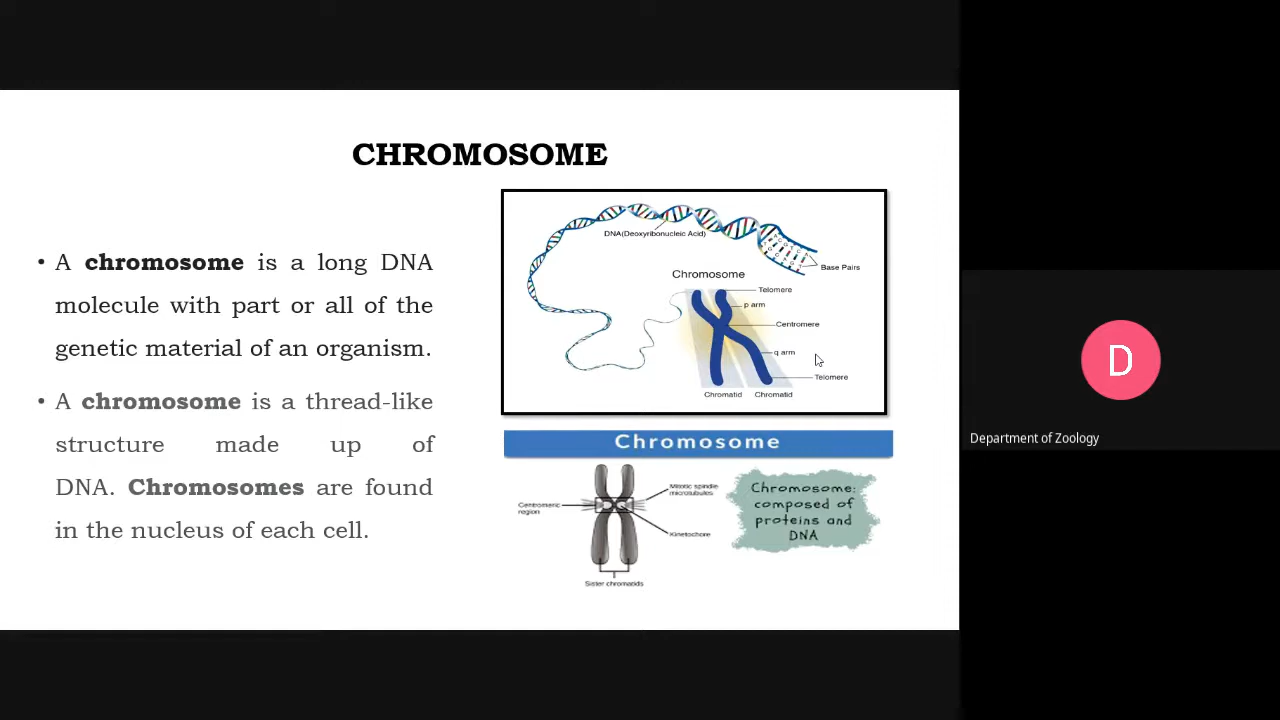 CHROMOSOME
• A chromosome is a long DNA
molecule with part or all of the
genetic material of an organism.
• A chromosome is a thread-like
structure made up of
DNA. Chromosomes are found
in the nucleus of each cell.
DNA(Deoxyribonucleic Acid)
Base Pairs
Chromosome
Telomere
p arm
Centromere
q arm
Telomere
Chromatid Chromatid
Chromosome
Centromeric
region
Mitotic spindle
microtubules
Kinetochore
Sister chromatids
Chromosome:
composed of
proteins and
DNA
D
Department of Zoology